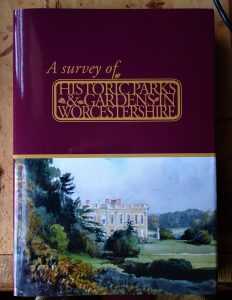 A survey of
HISTORIC PARKS
& GARDENS IN
WORCESTERSHIRE